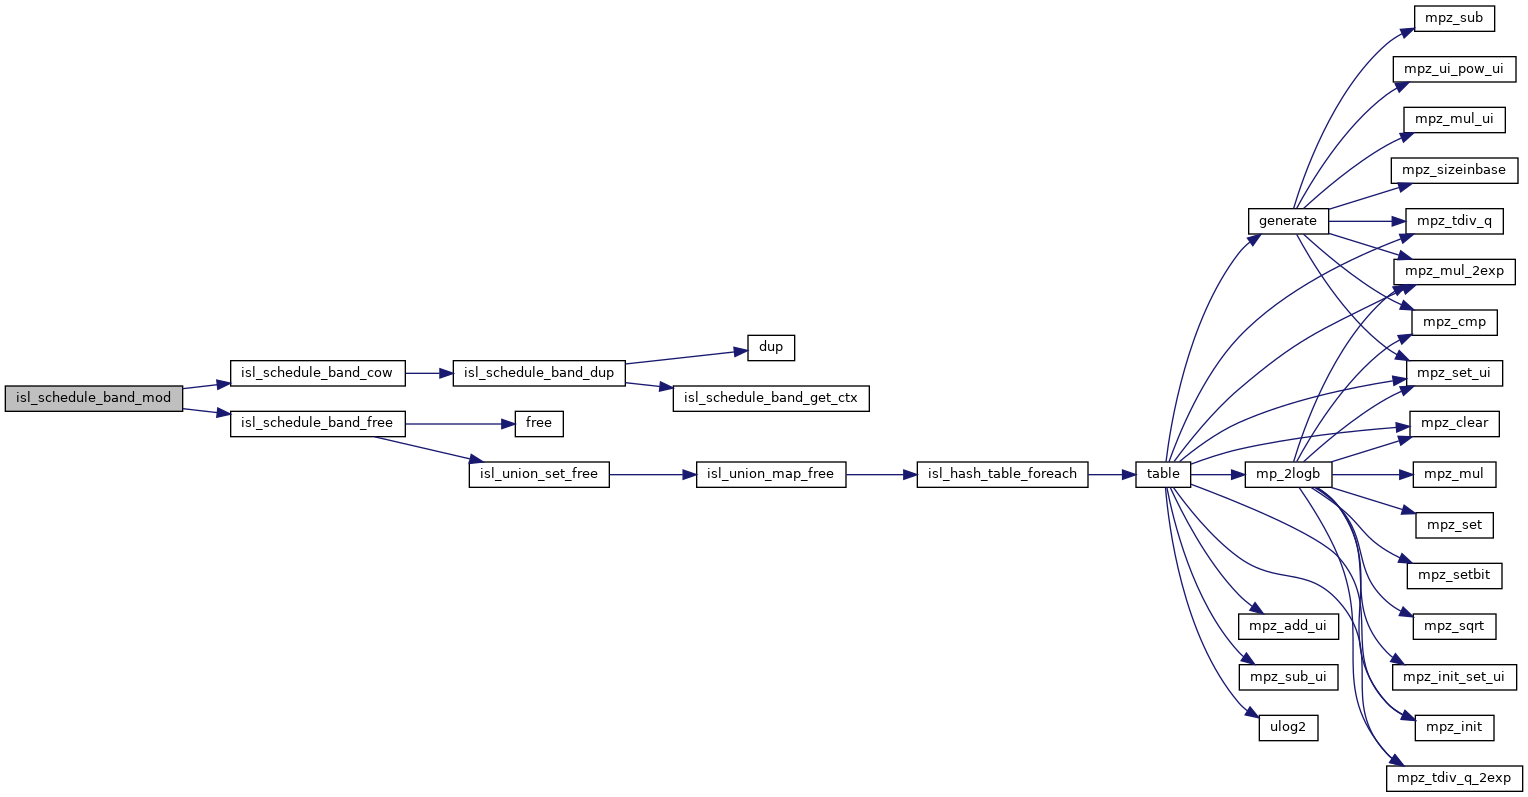 isl_schedule_band_mod
isl_schedule_band_cow
isl_schedule_band_free
isl_schedule_band_dup
free
isl_union_set_free
dup
isl_schedule_band_get_ctx
isl_union_map_free
isl_hash_table_foreach
table
generate
mp_2logb
mpz_add_ui
mpz_sub_ui
ulog2
mpz_sub
mpz_ui_pow_ui
mpz_mul_ui
mpz_sizeinbase
mpz_tdiv_q
mpz_mul_2exp
mpz_cmp
mpz_set_ui
mpz_clear
mpz_mul
mpz_set
mpz_setbit
mpz_sqrt
mpz_init_set_ui
mpz_init
mpz_tdiv_q_2exp